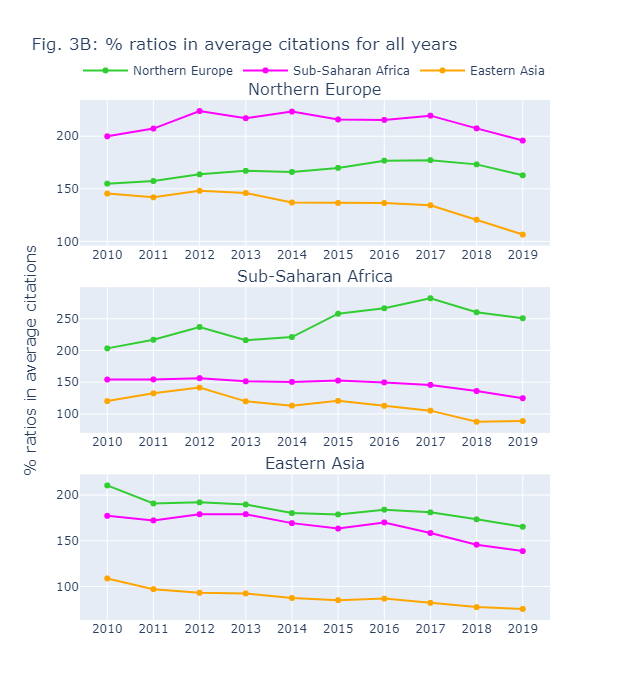 Fig. 3B: % ratios in average citations for all years
Northern Europe Sub-Saharan Africa Eastern Asia
Northern Europe
200
150
100
2010 2011 2012 2013 2014 2015 2016 2017 2018 2019
% ratios in average citations
Sub-Saharan Africa
250
200
150
100
2010 2011 2012 2013 2014 2015 2016 2017 2018 2019
Eastern Asia
200
150
100
2010 2011 2012 2013 2014 2015 2016 2017 2018 2019